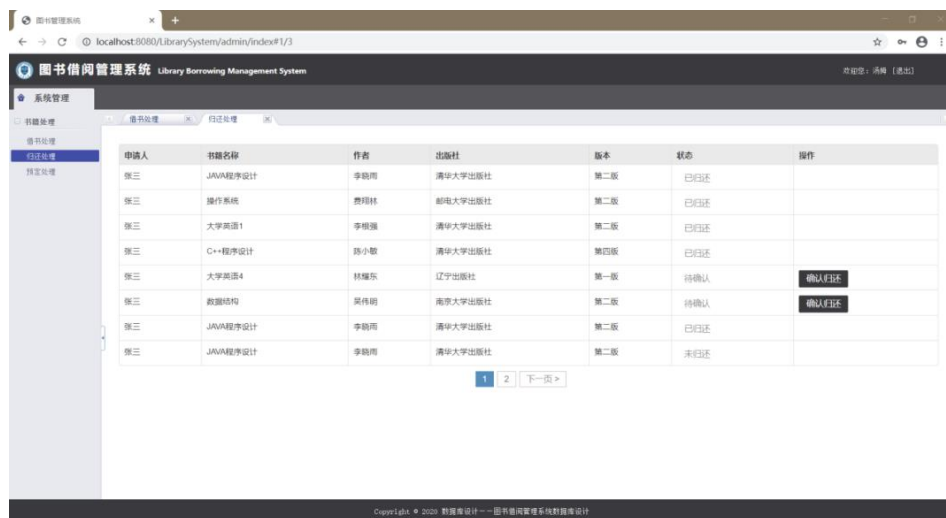 图书管理系统
localhost:8080/LibrarySystem/admin/index#1/3
图书借阅管理系统 Library Borrowing Management System
欢迎您：汤姆 [退出]
系统管理
书籍处理
借书处理
归还处理
预定处理
借书处理 归还处理
申请人 书籍名称 作者 出版社 版本 状态 操作
张三 JAVA程序设计 李晓雨 清华大学出版社 第二版 已归还
张三 操作系统 费翔林 邮电大学出版社 第二版 已归还
张三 大学英语1 李根强 清华大学出版社 第二版 已归还
张三 C++程序设计 陈小敏 清华大学出版社 第四版 已归还
张三 大学英语4 林耀东 辽宁出版社 第一版 待确认 确认归还
张三 数据结构 吴伟明 南京大学出版社 第二版 待确认 确认归还
张三 JAVA程序设计 李晓雨 清华大学出版社 第二版 已归还
张三 JAVA程序设计 李晓雨 清华大学出版社 第二版 未归还
1 2 下一页 >
Copyright © 2020 数据库设计——图书借阅管理系统数据库设计